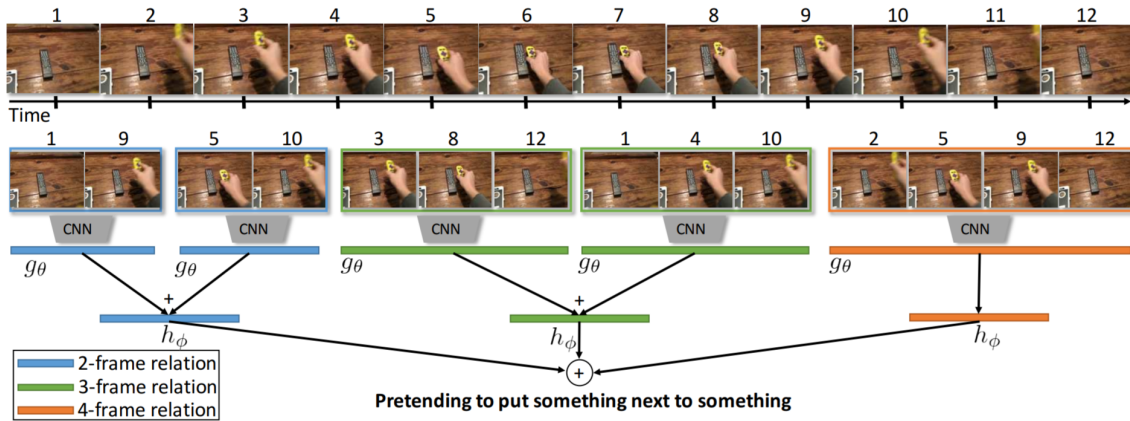 1 2 3 4 5 6 7 8 9 10 11 12
Time
1 9 5 10 3 8 12 1 4 10 2 5 9 12
CNN CNN CNN CNN CNN
gθ gθ gθ gθ gθ
+ +
hϕ hϕ hϕ
2-frame relation
+
3-frame relation
4-frame relation
Pretending to put something next to something